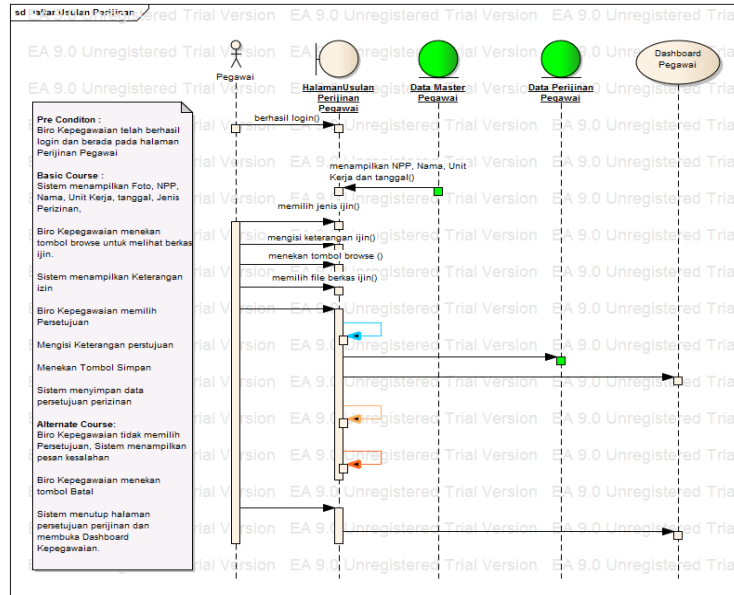 sd Daftar Usulan Perijinan
EA 9.0 Unregistered Trial Version
Pegawai
HalamanUsulan
Perijinan
Pegawai
Data Master
Pegawai
Data Perijinan
Pegawai
Dashboard
Pegawai
Pre Conditon :
Biro Kepegawaian telah berhasil
login dan berada pada halaman
Perijinan Pegawai
Basic Course :
Sistem menampilkan Foto, NPP,
Nama, Unit Kerja, tanggal, Jenis
Perizinan,
Biro Kepegawaian menekan
tombol browse untuk melihat berkas
ijin.
Sistem menampilkan Keterangan
izin
Biro Kepegawaian memilih
Persetujuan
Mengisi Keterangan perstujuan
Menekan Tombol Simpan
Sistem menyimpan data
persetujuan perizinan
Alternate Course:
Biro Kepegawaian tidak memilih
Persetujuan, Sistem menampilkan
pesan kesalahan
Biro Kepegawaian menekan
tombol Batal
Sistem menutup halaman
persetujuan perijinan dan
membuka Dashboard
Kepegawaian.
berhasil login()
menampilkan NPP, Nama, Unit
Kerja dan tanggal()
memilih jenis ijin()
mengisi keterangan ijin()
menekan tombol browse ()
memilih file berkas ijin()